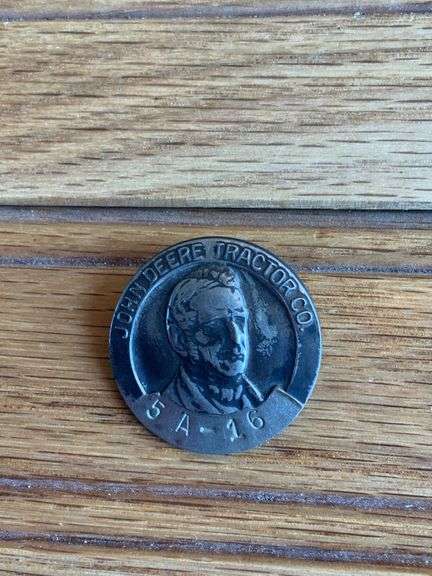 JOHN DEERE TRACTOR CO.
5 A - 16